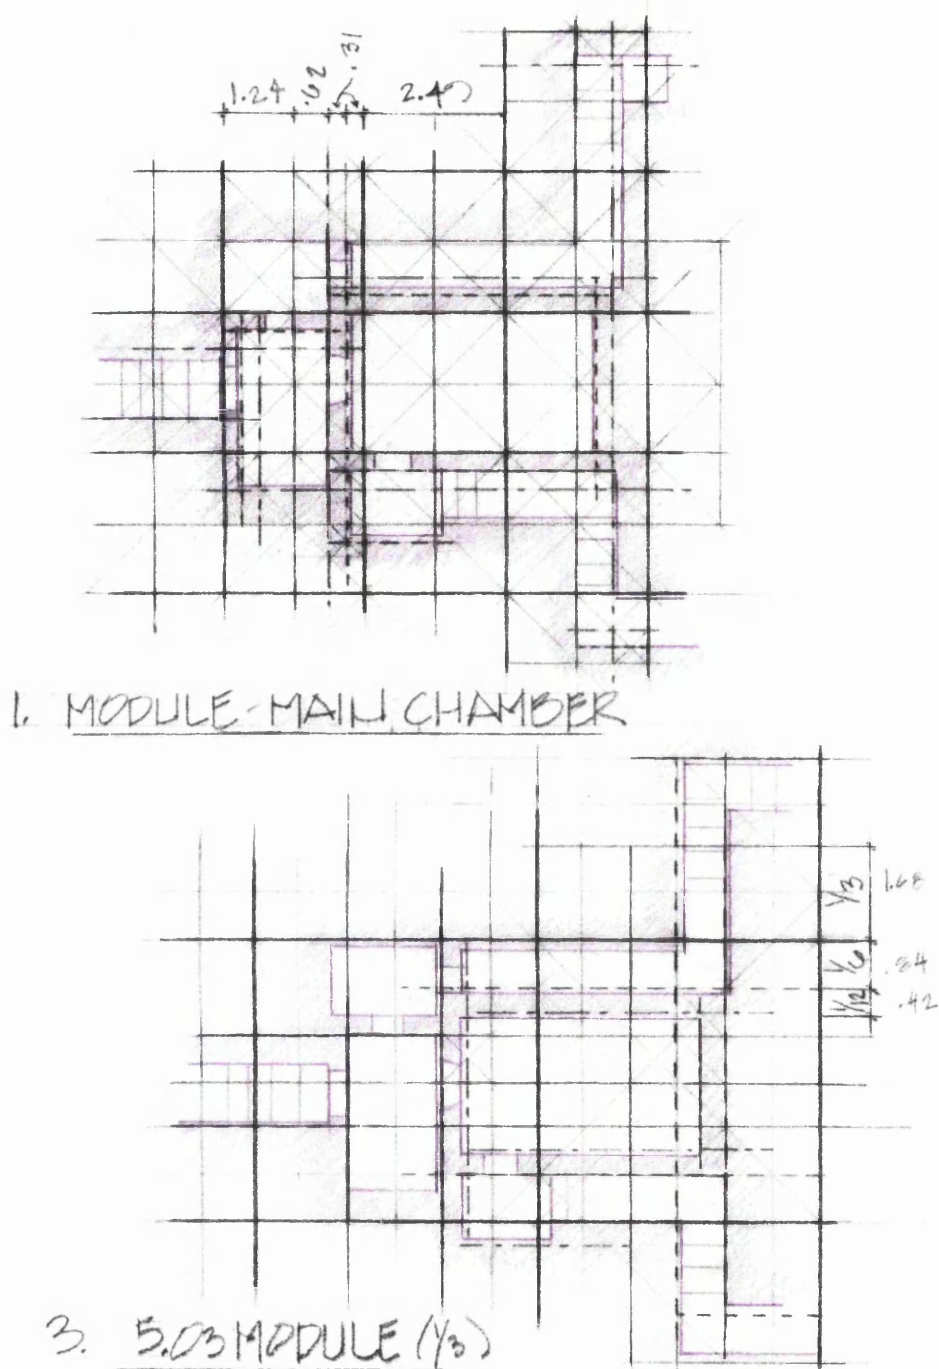 1.24 .62 .31 2.49
1. MODULE - MAIN CHAMBER
1/3 1.68
1/6 .84
1/12 .42
3. 5.03 MODULE (1/3)